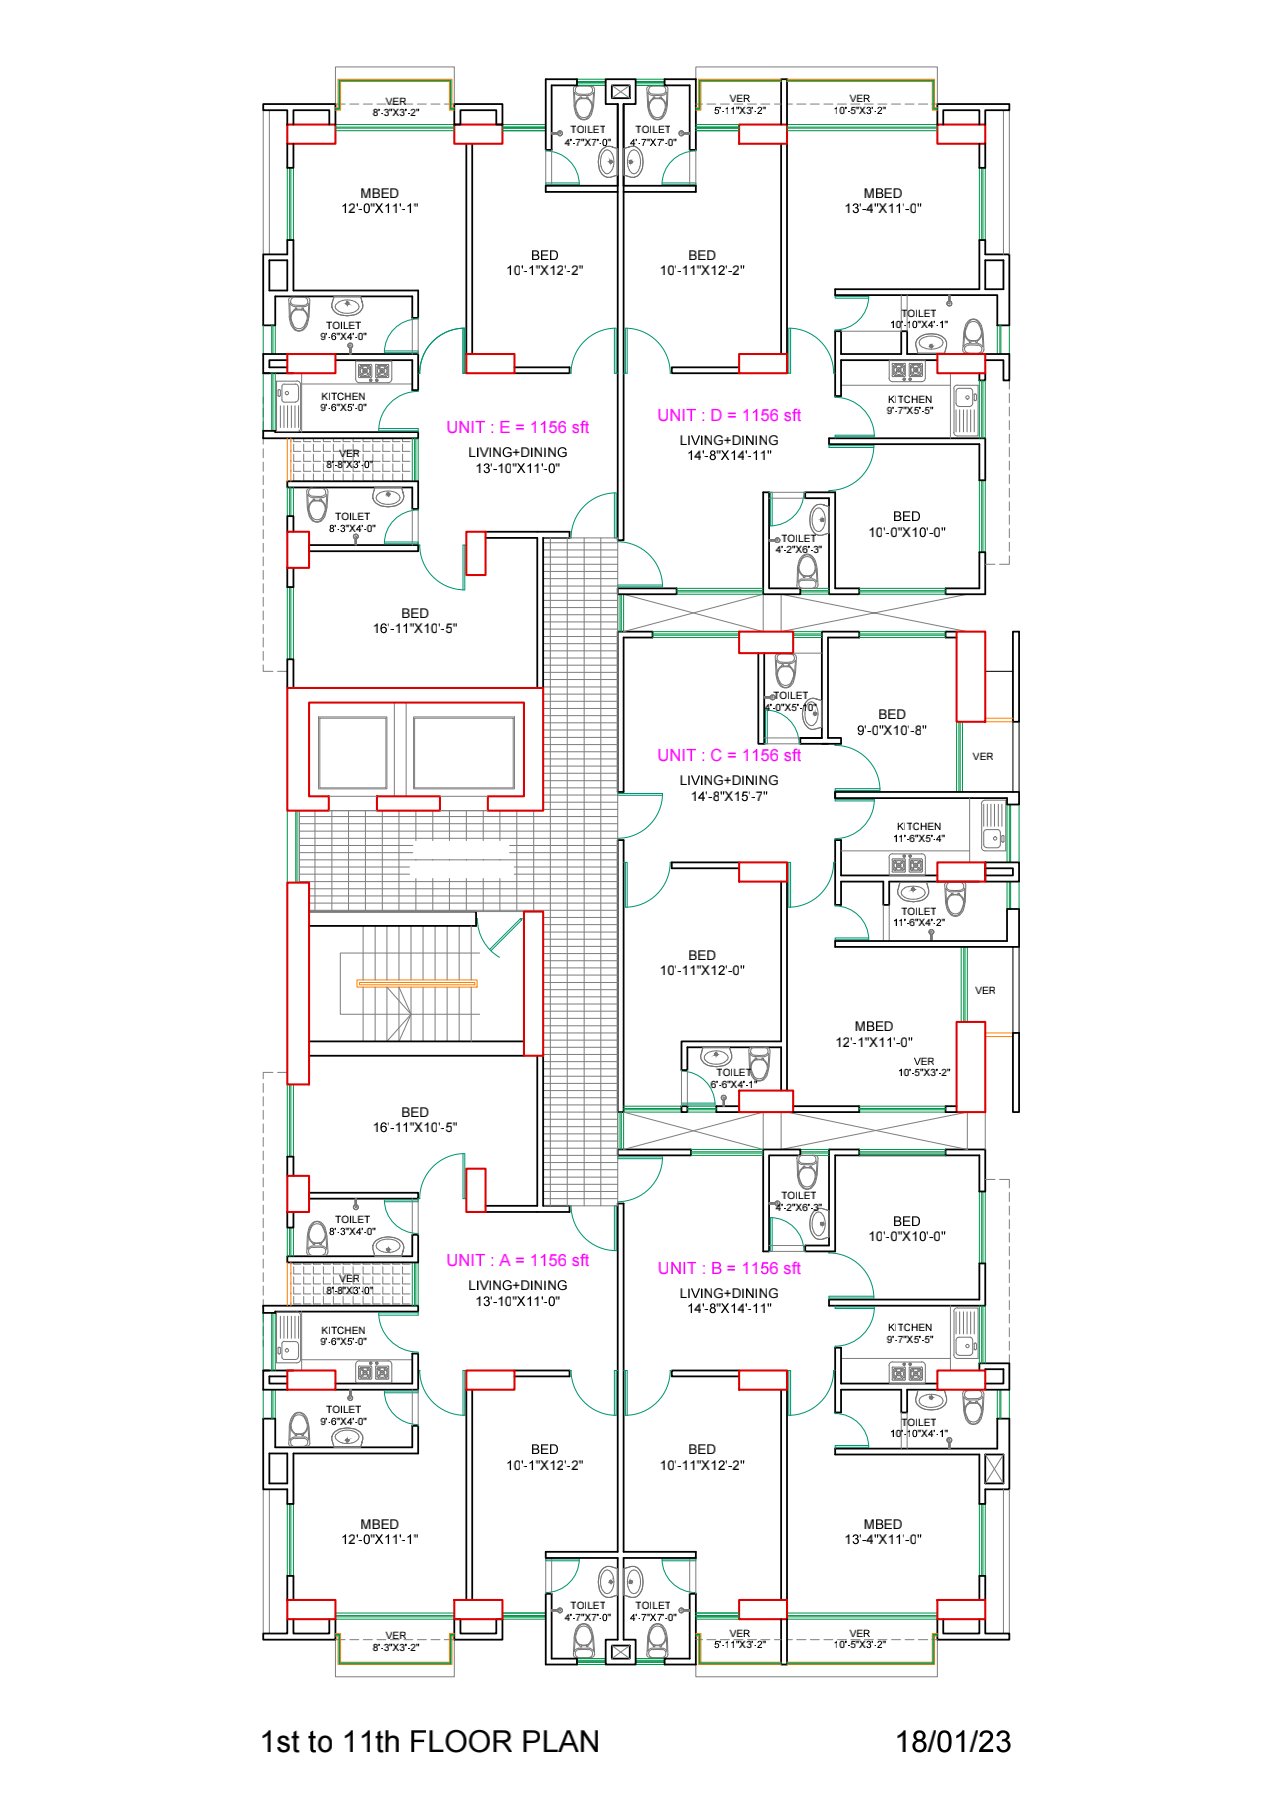 VER
8'-3"X3'-2"
VER
5'-11"X3'-2"
VER
10'-5"X3'-2"
TOILET
4'-7"X7'-0"
TOILET
4'-7"X7'-0"
MBED
12'-0"X11'-1"
MBED
13'-4"X11'-0"
BED
10'-1"X12'-2"
BED
10'-11"X12'-2"
TOILET
9'-6"X4'-0"
TOILET
10'-10"X4'-1"
KITCHEN
9'-6"X5'-0"
KITCHEN
9'-7"X5'-5"
UNIT : E = 1156 sft
LIVING+DINING
13'-10"X11'-0"
UNIT : D = 1156 sft
LIVING+DINING
14'-8"X14'-11"
VER
8'-8"X3'-0"
TOILET
8'-3"X4'-0"
BED
10'-0"X10'-0"
TOILET
4'-2"X6'-3"
BED
16'-11"X10'-5"
TOILET
4'-0"X5'-10"
BED
9'-0"X10'-8"
UNIT : C = 1156 sft
LIVING+DINING
14'-8"X15'-7"
VER
KITCHEN
11'-6"X5'-4"
TOILET
11'-6"X4'-2"
BED
10'-11"X12'-0"
VER
MBED
12'-1"X11'-0"
VER
10'-5"X3'-2"
TOILET
6'-6"X4'-1"
BED
16'-11"X10'-5"
TOILET
4'-2"X6'-3"
TOILET
8'-3"X4'-0"
BED
10'-0"X10'-0"
UNIT : A = 1156 sft
LIVING+DINING
13'-10"X11'-0"
UNIT : B = 1156 sft
LIVING+DINING
14'-8"X14'-11"
VER
8'-8"X3'-0"
KITCHEN
9'-6"X5'-0"
KITCHEN
9'-7"X5'-5"
TOILET
9'-6"X4'-0"
TOILET
10'-10"X4'-1"
BED
10'-1"X12'-2"
BED
10'-11"X12'-2"
MBED
12'-0"X11'-1"
MBED
13'-4"X11'-0"
TOILET
4'-7"X7'-0"
TOILET
4'-7"X7'-0"
VER
8'-3"X3'-2"
VER
5'-11"X3'-2"
VER
10'-5"X3'-2"
1st to 11th FLOOR PLAN
18/01/23